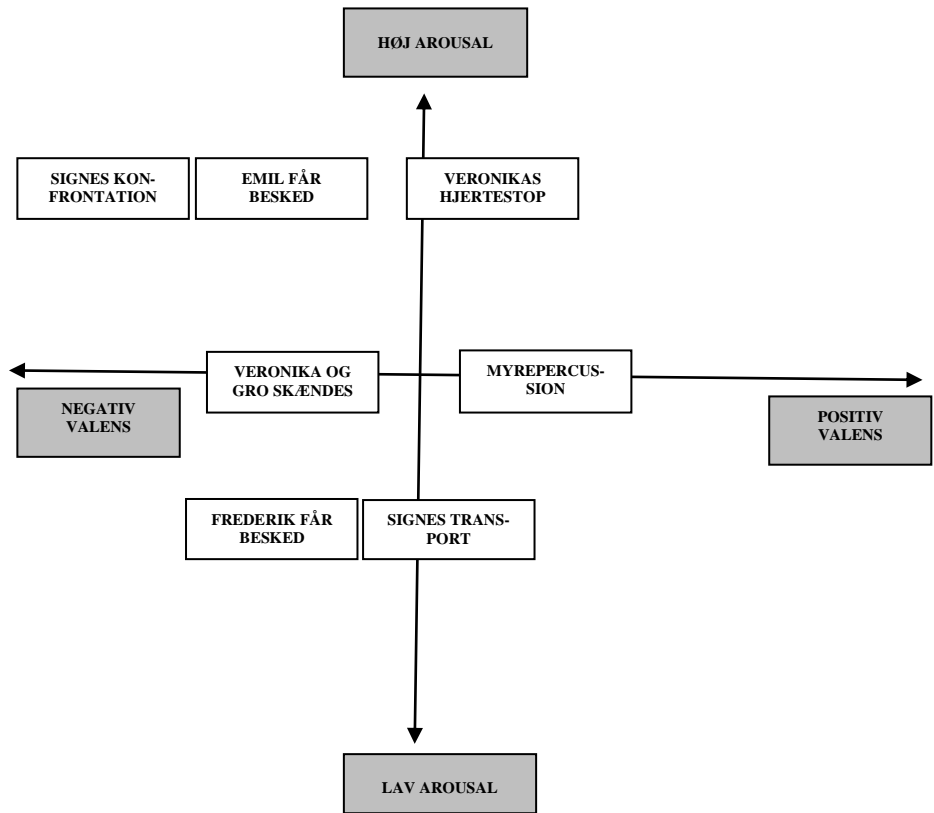 HØJ AROUSAL
SIGNES KON-
FRONTATION
EMIL FÅR
BESKED
VERONIKAS
HJERTESTOP
VERONIKA OG
GRO SKÆNDES
MYREPERCUS-
SION
NEGATIV
VALENS
POSITIV
VALENS
FREDERIK FÅR
BESKED
SIGNES TRANS-
PORT
LAV AROUSAL